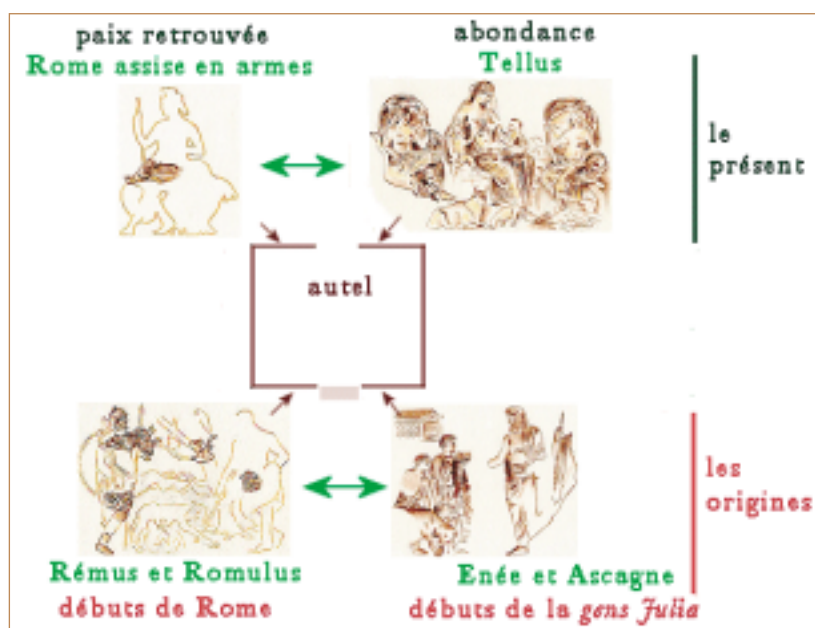 paix retrouvée
Rome assise en armes
abondance
Tellus
le
présent
autel
les
origines
Rémus et Romulus
débuts de Rome
Enée et Ascagne
débuts de la gens Julia